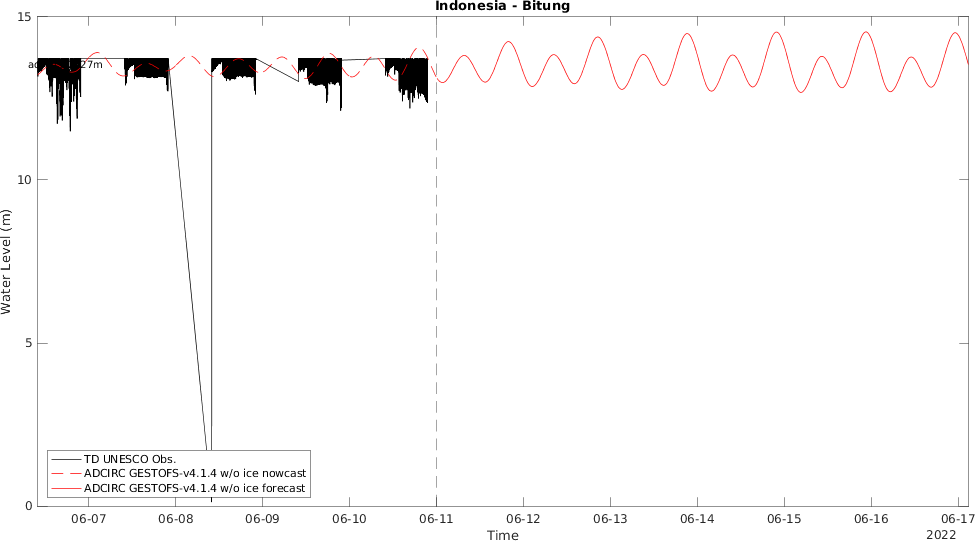 Indonesia - Bitung
15
10
5
0
Water Level (m)
27m
TD UNESCO Obs.
ADCIRC GESTOFS-v4.1.4 w/o ice nowcast
ADCIRC GESTOFS-v4.1.4 w/o ice forecast
06-07 06-08 06-09 06-10 06-11 06-12 06-13 06-14 06-15 06-16 06-17
Time
2022